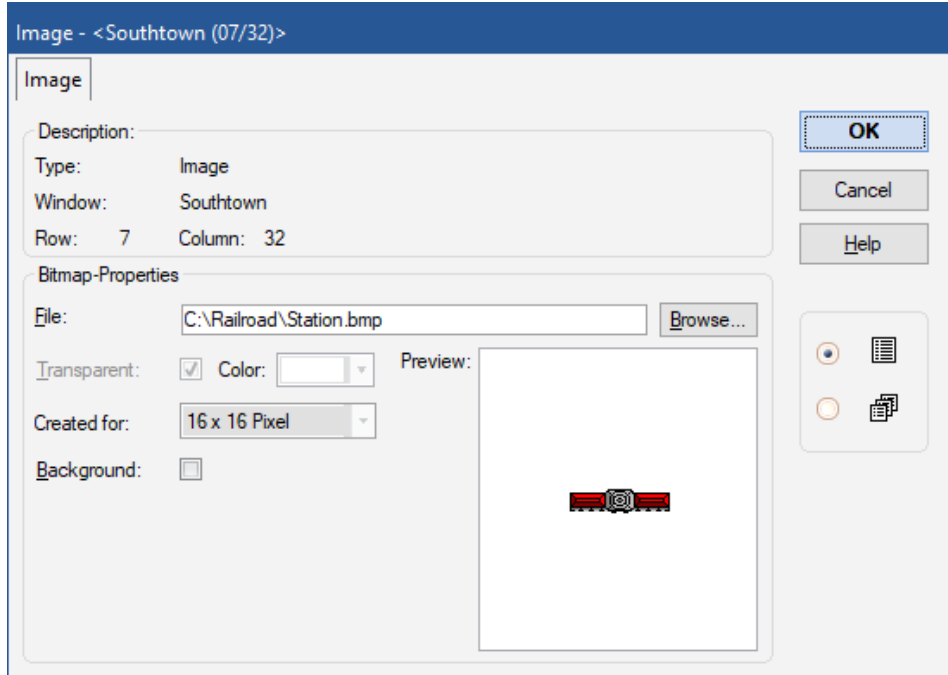 Image - <Southtown (07/32)>
Image
Description:
Type: Image
Window: Southtown
Row: 7 Column: 32
OK
Cancel
Help
Bitmap-Properties
File: C:\Railroad\Station.bmp Browse...
Transparent: Color:
Preview:
Created for: 16 x 16 Pixel
Background: